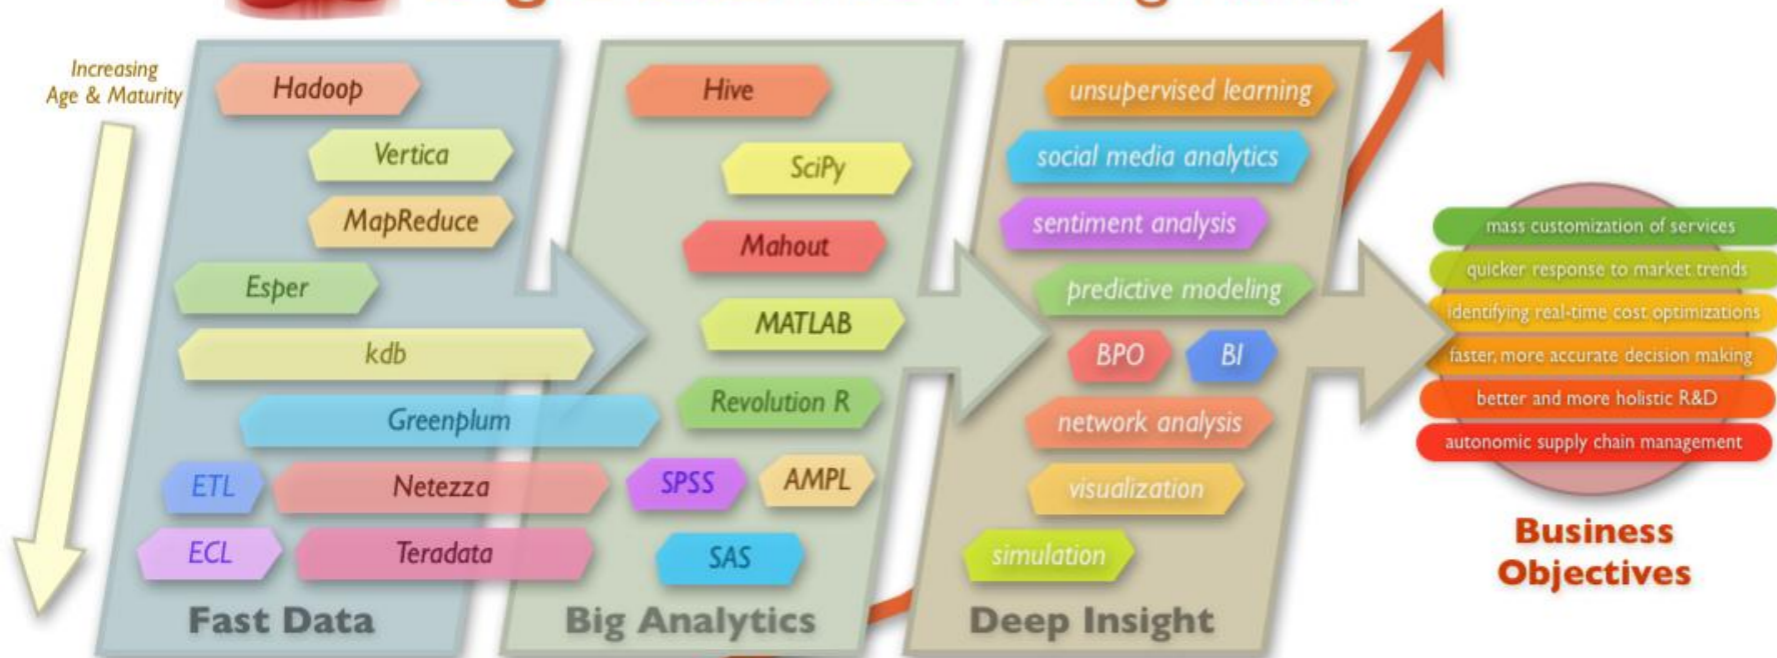 Increasing
Age & Maturity
Hadoop
Vertica
MapReduce
Esper
kdb
Greenplum
ETL
Netezza
ECL
Teradata
Fast Data
Hive
SciPy
Mahout
MATLAB
Revolution R
SPSS
AMPL
SAS
Big Analytics
unsupervised learning
social media analytics
sentiment analysis
predictive modeling
BPO
BI
network analysis
visualization
simulation
Deep Insight
mass customization of services
quicker response to market trends
identifying real-time cost optimizations
faster, more accurate decision making
better and more holistic R&D
autonomic supply chain management
Business
Objectives